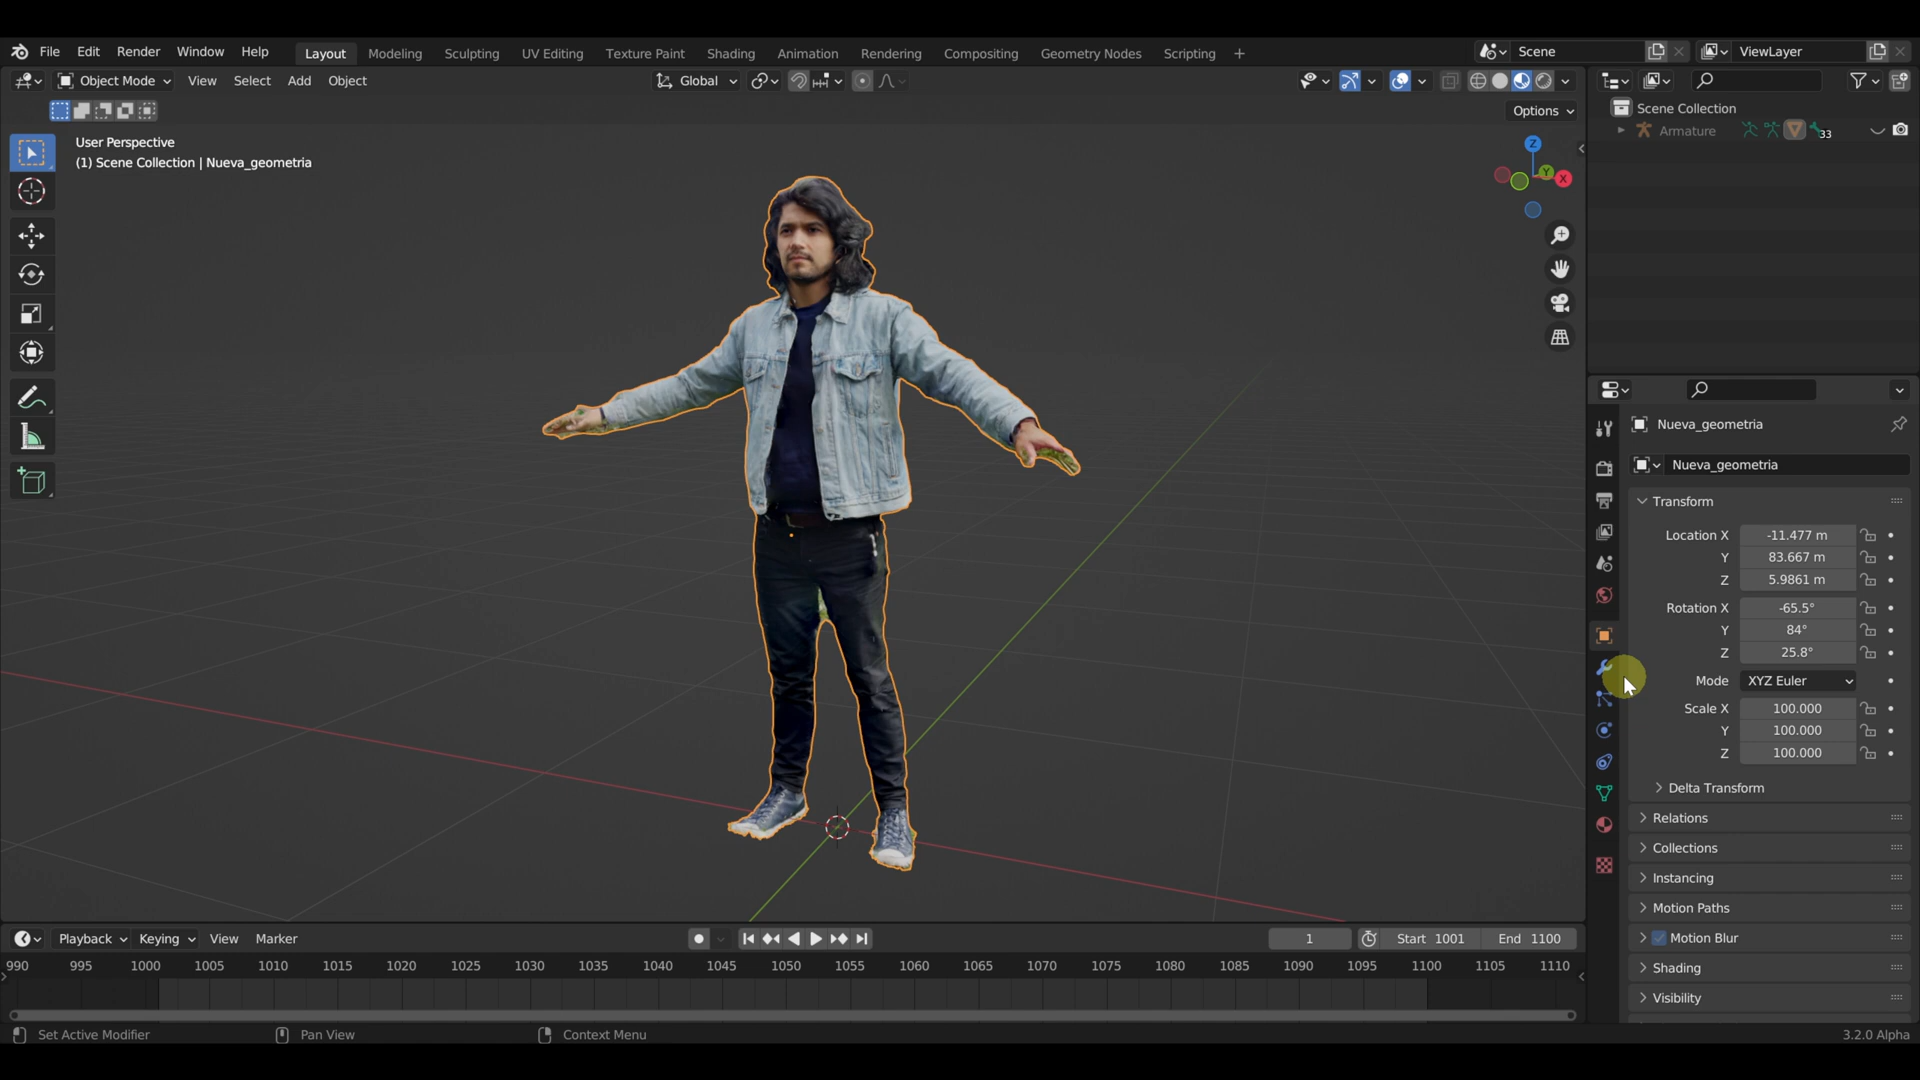 File Edit Render Window Help Layout Modeling Sculpting UV Editing Texture Paint Shading Animation Rendering Compositing Geometry Nodes Scripting + Scene ViewLayer
Object Mode View Select Add Object Global
Options
User Perspective
(1) Scene Collection | Nueva_geometria
Z
Y
X
Scene Collection
Armature 33
Nueva_geometria
Nueva_geometria
Transform
Location X -11.477 m
Y 83.667 m
Z 5.9861 m
Rotation X -65.5°
Y 84°
Z 25.8°
Mode XYZ Euler
Scale X 100.000
Y 100.000
Z 100.000
Delta Transform
Relations
Collections
Instancing
Motion Paths
Motion Blur
Shading
Visibility
Playback Keying View Marker 1 Start 1001 End 1100
990 995 1000 1005 1010 1015 1020 1025 1030 1035 1040 1045 1050 1055 1060 1065 1070 1075 1080 1085 1090 1095 1100 1105 1110
Set Active Modifier Pan View Context Menu 3.2.0 Alpha